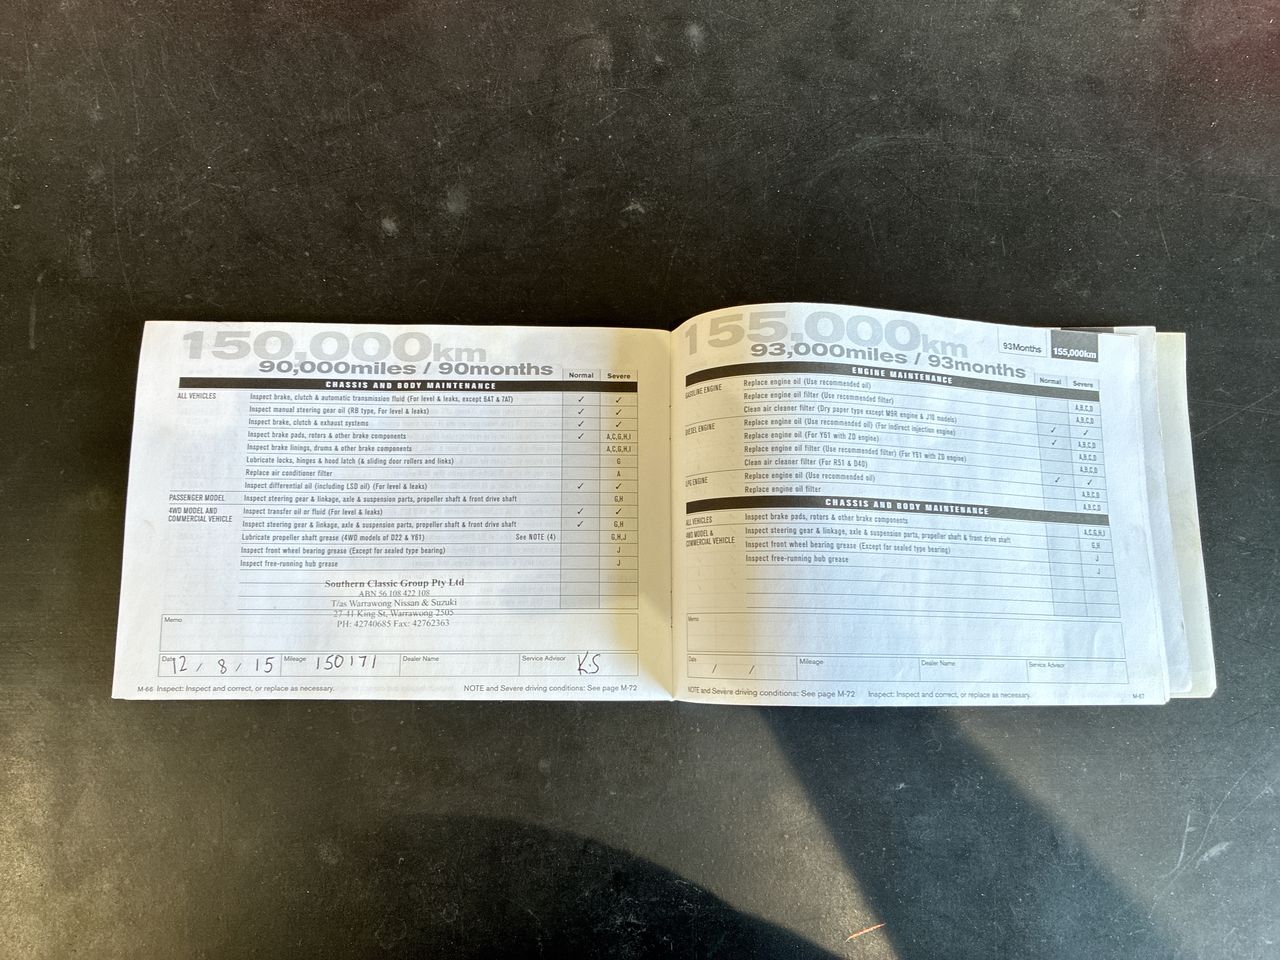 150,000km
90,000miles / 90months
Normal Severe
CHASSIS AND BODY MAINTENANCE
ALL VEHICLES Inspect brake, clutch & automatic transmission fluid (For level & leaks, except 6AT & 7AT) ✓ ✓
Inspect manual steering gear oil (RB type, For level & leaks) ✓ ✓
Inspect brake, clutch & exhaust systems ✓ ✓
Inspect brake pads, rotors & other brake components ✓ A,C,G,H,I
Inspect brake linings, drums & other brake components A,C,G,H,I
Lubricate locks, hinges & hood latch (& sliding door rollers and links) G
Replace air conditioner filter A
Inspect differential oil (including LSD oil) (For level & leaks) ✓ ✓
PASSENGER MODEL Inspect steering gear & linkage, axle & suspension parts, propeller shaft & front drive shaft G,H
4WD MODEL AND COMMERCIAL VEHICLE Inspect transfer oil or fluid (For level & leaks) ✓ ✓
Inspect steering gear & linkage, axle & suspension parts, propeller shaft & front drive shaft ✓ G,H
Lubricate propeller shaft grease (4WD models of D22 & Y61) See NOTE (4) G,H,J
Inspect front wheel bearing grease (Except for sealed type bearing) J
Inspect free-running hub grease J
Southern Classic Group Pty Ltd
ABN 56 108 422 108
T/as Warrawong Nissan & Suzuki
27-41 King St, Warrawong 2505
PH: 42740685 Fax: 42762363
Memo
Date 12 / 8 / 15 Mileage 150171 Dealer Name Service Advisor K.S
M-66 Inspect: Inspect and correct, or replace as necessary. NOTE and Severe driving conditions: See page M-72
155,000km
93,000miles / 93months
93Months 155,000km
Normal Severe
ENGINE MAINTENANCE
GASOLINE ENGINE Replace engine oil (Use recommended oil)
Replace engine oil filter (Use recommended filter) A,B,C,D
Clean air cleaner filter (Dry paper type except M9R engine & J10 models) A,B,C,D
DIESEL ENGINE Replace engine oil (Use recommended oil) (For indirect injection engine) ✓ ✓
Replace engine oil (For Y61 with ZD engine) ✓ A,B,C,D
Replace engine oil filter (Use recommended filter) (For Y61 with ZD engine) A,B,C,D
Clean air cleaner filter (For R51 & D40) A,B,C,D
LPG ENGINE Replace engine oil (Use recommended oil) ✓ ✓
Replace engine oil filter A,B,C,D
A,B,C,D
CHASSIS AND BODY MAINTENANCE
ALL VEHICLES Inspect brake pads, rotors & other brake components
4WD MODEL & COMMERCIAL VEHICLE Inspect steering gear & linkage, axle & suspension parts, propeller shaft & front drive shaft A,C,G,H,I
Inspect front wheel bearing grease (Except for sealed type bearing) G,H
Inspect free-running hub grease J
J
Memo
Date / / Mileage Dealer Name Service Advisor
NOTE and Severe driving conditions: See page M-72 Inspect: Inspect and correct, or replace as necessary. M-67